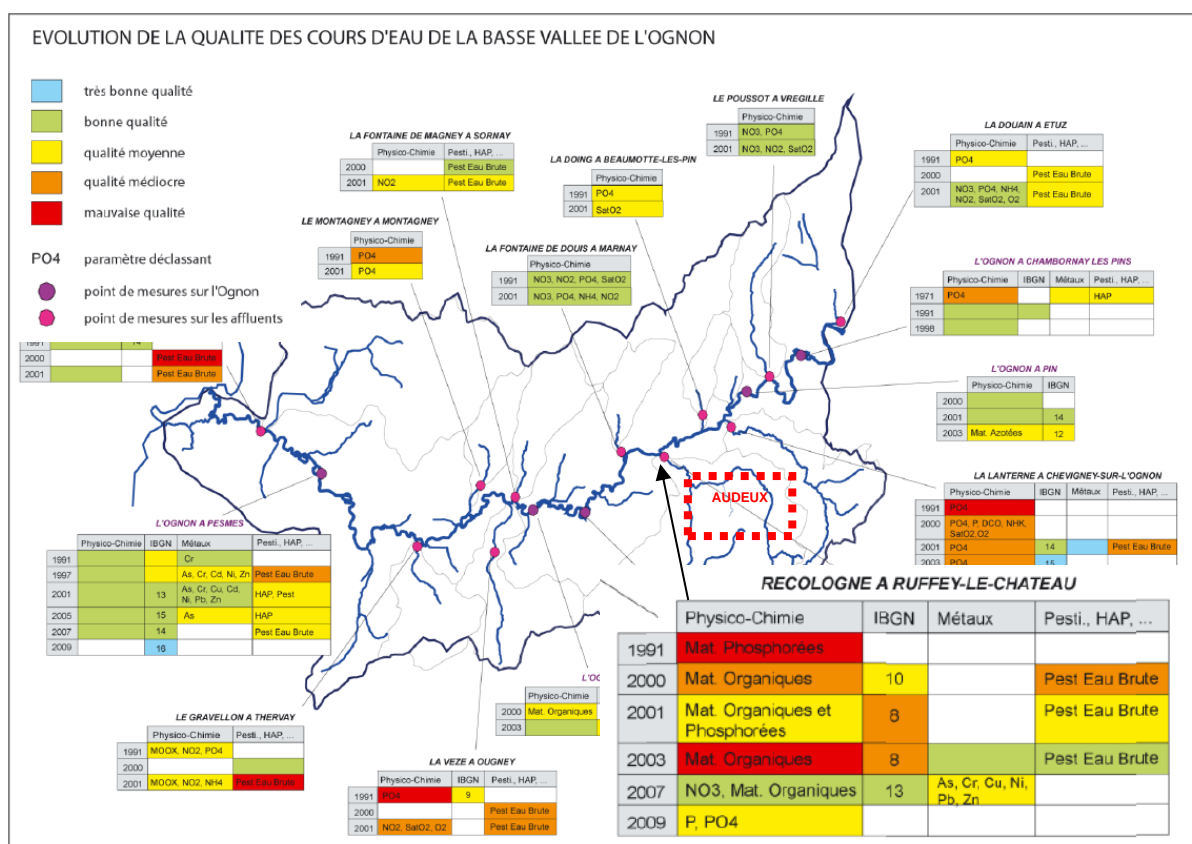 EVOLUTION DE LA QUALITE DES COURS D'EAU DE LA BASSE VALLEE DE L'OGNON
très bonne qualité
bonne qualité
qualité moyenne
qualité médiocre
mauvaise qualité
PO4 paramètre déclassant
point de mesures sur l'Ognon
point de mesures sur les affluents
1991 14
2000 Pest Eau Brute
2001 Pest Eau Brute
LA FONTAINE DE MAGNEY A SORNAY
Physico-Chimie Pesti., HAP, ...
2000 Pest Eau Brute
2001 NO2 Pest Eau Brute
LE MONTAGNEY A MONTAGNEY
Physico-Chimie
1991 PO4
2001 PO4
LA DOING A BEAUMOTTE-LES-PIN
Physico-Chimie
1991 PO4
2001 SatO2
LA FONTAINE DE DOUIS A MARNAY
Physico-Chimie
1991 NO3, NO2, PO4, SatO2
2001 NO3, PO4, NH4, NO2
LE POUSSOT A VREGILLE
Physico-Chimie
1991 NO3, PO4
2001 NO3, NO2, SatO2
LA DOUAIN A ETUZ
Physico-Chimie Pesti., HAP, ...
1991 PO4
2000 Pest Eau Brute
2001 NO3, PO4, NH4, NO2, SatO2, O2 Pest Eau Brute
L'OGNON A CHAMBORNAY LES PINS
Physico-Chimie IBGN Métaux Pesti., HAP, ...
1971 PO4 HAP
1991
1998
L'OGNON A PIN
Physico-Chimie IBGN
2000
2001 14
2003 Mat. Azotées 12
LA LANTERNE A CHEVIGNEY-SUR-L'OGNON
Physico-Chimie IBGN Métaux Pesti., HAP, ...
1991 PO4
2000 PO4, P, DCO, NHK, SatO2,O2
2001 PO4 14 Pest Eau Brute
2003 PO4 15
AUDEUX
L'OGNON A PESMES
Physico-Chimie IBGN Métaux Pesti., HAP, ...
1991 Cr
1997 As, Cr, Cd, Ni, Zn Pest Eau Brute
2001 13 As, Cr, Cu, Cd, Ni, Pb, Zn HAP, Pest
2005 15 As HAP
2007 14 Pest Eau Brute
2009 16
LE GRAVELLON A THERVAY
Physico-Chimie Pesti., HAP, ...
1991 MOOX, NO2, PO4
2000
2001 MOOX, NO2, NH4 Pest Eau Brute
LA VEZE A OUGNEY
Physico-Chimie IBGN Pesti., HAP, ...
1991 PO4 9
2000 Pest Eau Brute
2001 NO2, SatO2, O2 Pest Eau Brute
Physico-Chimie
2000 Mat. Organiques
2003
RECOLOGNE A RUFFEY-LE-CHATEAU
Physico-Chimie IBGN Métaux Pesti., HAP, ...
1991 Mat. Phosphorées
2000 Mat. Organiques 10 Pest Eau Brute
2001 Mat. Organiques et Phosphorées 8 Pest Eau Brute
2003 Mat. Organiques 8 Pest Eau Brute
2007 NO3, Mat. Organiques 13 As, Cr, Cu, Ni, Pb, Zn
2009 P, PO4